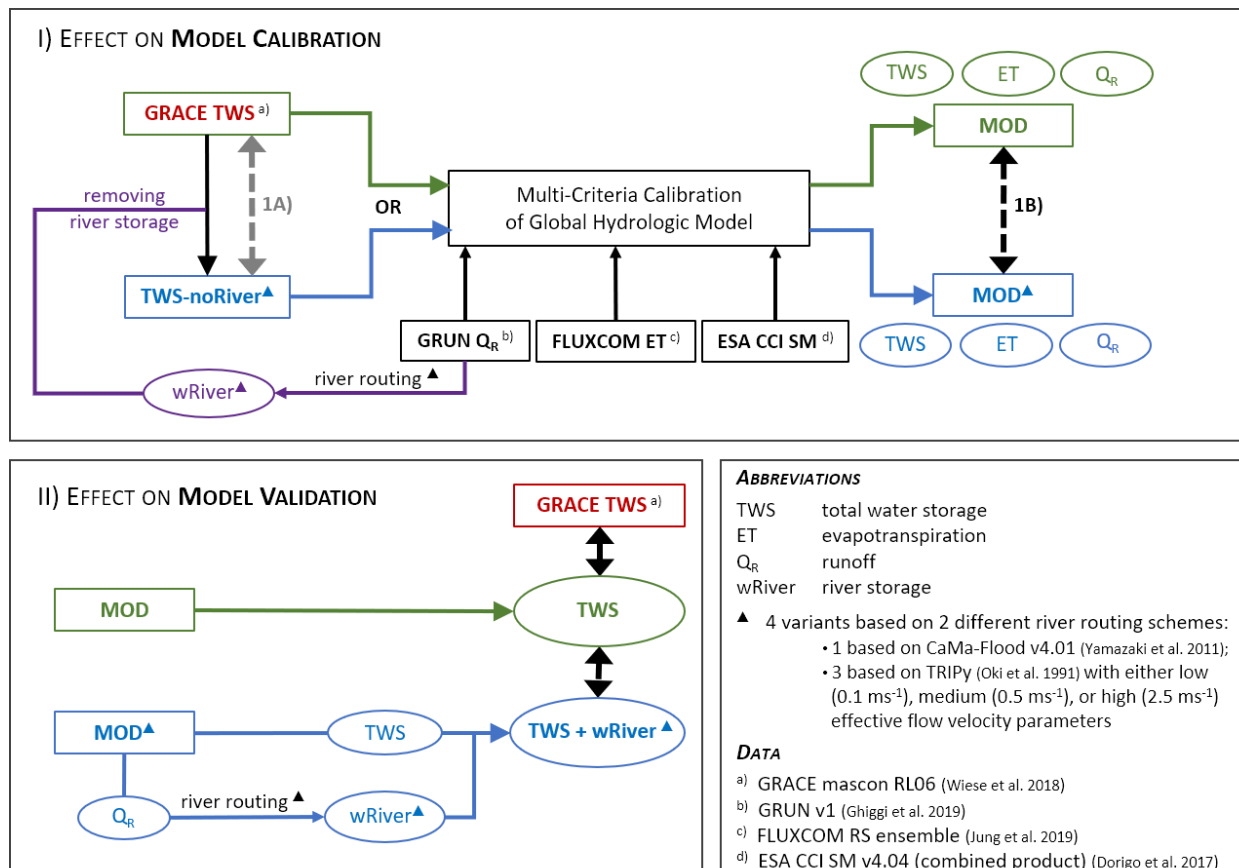 I) EFFECT ON MODEL CALIBRATION
TWS ET Q_R
GRACE TWS a)
MOD
removing
river storage
1A)
OR
Multi-Criteria Calibration
of Global Hydrologic Model
1B)
TWS-noRiver▲
MOD▲
GRUN Q_R b)
FLUXCOM ET c)
ESA CCI SM d)
TWS ET Q_R
river routing ▲
wRiver▲
II) EFFECT ON MODEL VALIDATION
GRACE TWS a)
MOD
TWS
MOD▲
TWS
TWS + wRiver ▲
river routing ▲
Q_R
wRiver▲
ABBREVIATIONS
TWS total water storage
ET evapotranspiration
Q_R runoff
wRiver river storage
▲ 4 variants based on 2 different river routing schemes:
• 1 based on CaMa-Flood v4.01 (Yamazaki et al. 2011);
• 3 based on TRIPy (Oki et al. 1991) with either low
(0.1 ms⁻¹), medium (0.5 ms⁻¹), or high (2.5 ms⁻¹)
effective flow velocity parameters
DATA
a) GRACE mascon RL06 (Wiese et al. 2018)
b) GRUN v1 (Ghiggi et al. 2019)
c) FLUXCOM RS ensemble (Jung et al. 2019)
d) ESA CCI SM v4.04 (combined product) (Dorigo et al. 2017)